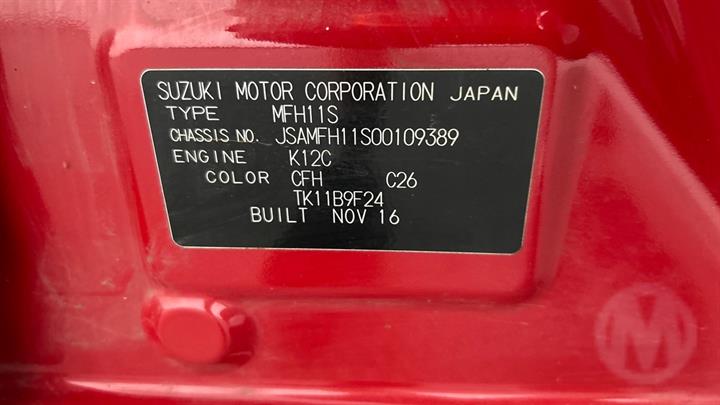 SUZUKI MOTOR CORPORATION JAPAN
TYPE MFH11S
CHASSIS NO. JSAMFH11S00109389
ENGINE K12C
COLOR CFH C26
TK11B9F24
BUILT NOV 16
M